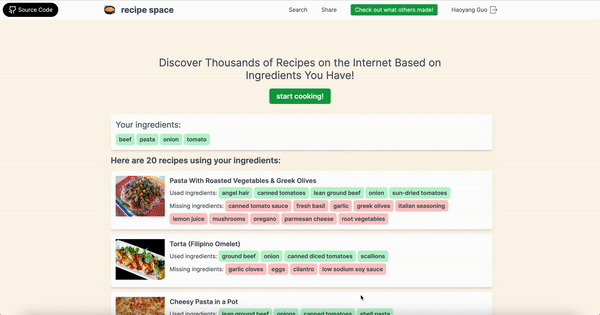 Source Code
recipe space
Search
Share
Check out what others made!
Haoyang Guo
Discover Thousands of Recipes on the Internet Based on
Ingredients You Have!
start cooking!
Your ingredients:
beef pasta onion tomato
Here are 20 recipes using your ingredients:
Pasta With Roasted Vegetables & Greek Olives
Used ingredients: angel hair canned tomatoes lean ground beef onion sun-dried tomatoes
Missing ingredients: canned tomato sauce fresh basil garlic greek olives italian seasoning
lemon juice mushrooms oregano parmesan cheese root vegetables
Torta (Filipino Omelet)
Used ingredients: ground beef onion canned diced tomatoes scallions
Missing ingredients: garlic cloves eggs cilantro low sodium soy sauce
Cheesy Pasta in a Pot
Used ingredients: lean ground beef onions canned tomatoes shell pasta